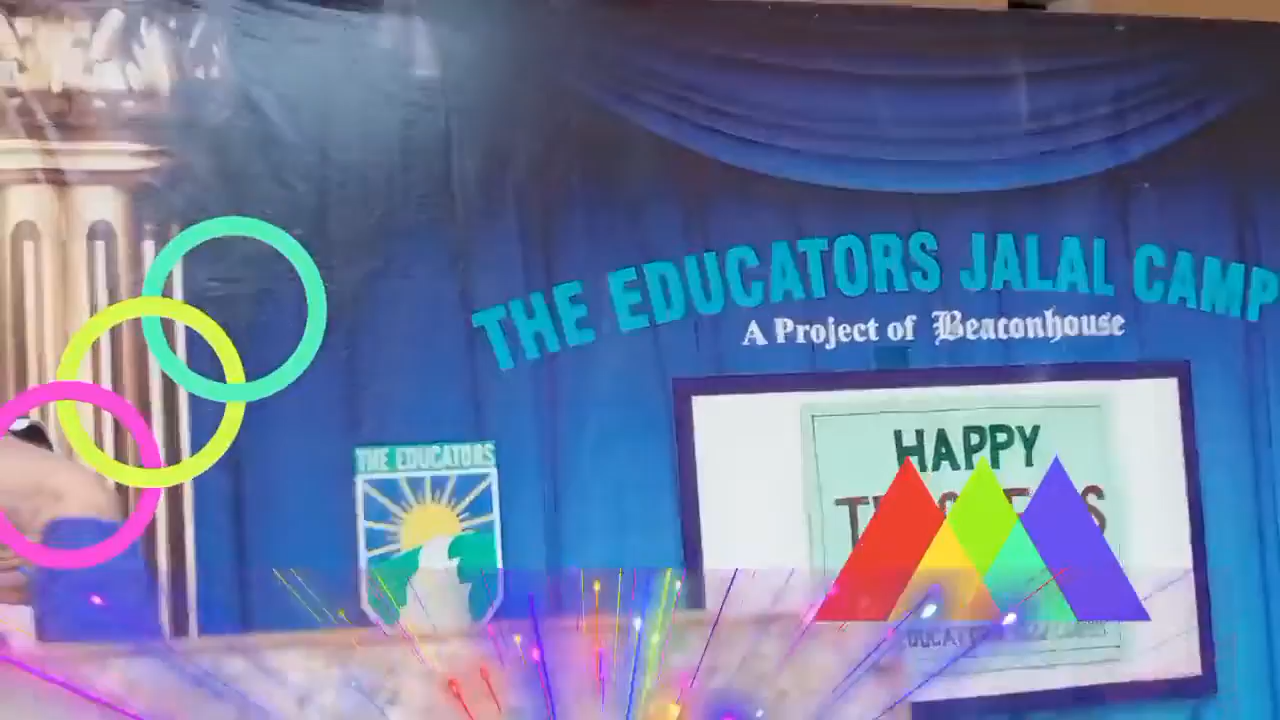 THE EDUCATORS JALAL CAMP
A Project of Beaconhouse
THE EDUCATORS
HAPPY